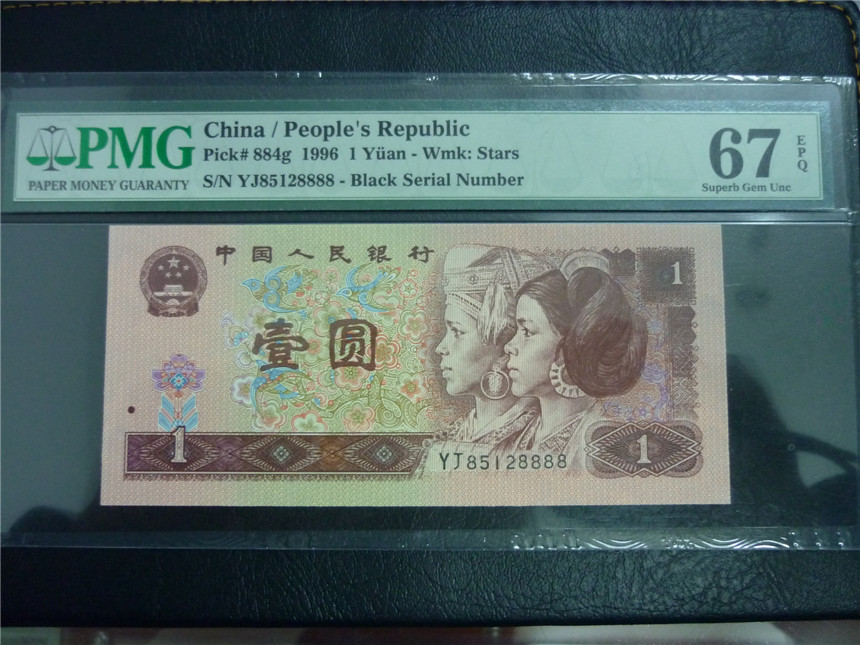 PMG
PAPER MONEY GUARANTY
China / People's Republic
Pick# 884g 1996 1 Yüan - Wmk: Stars
S/N YJ85128888 - Black Serial Number
67
EPQ
Superb Gem Unc
中国人民银行
1
壹圆
1
YJ85128888
1